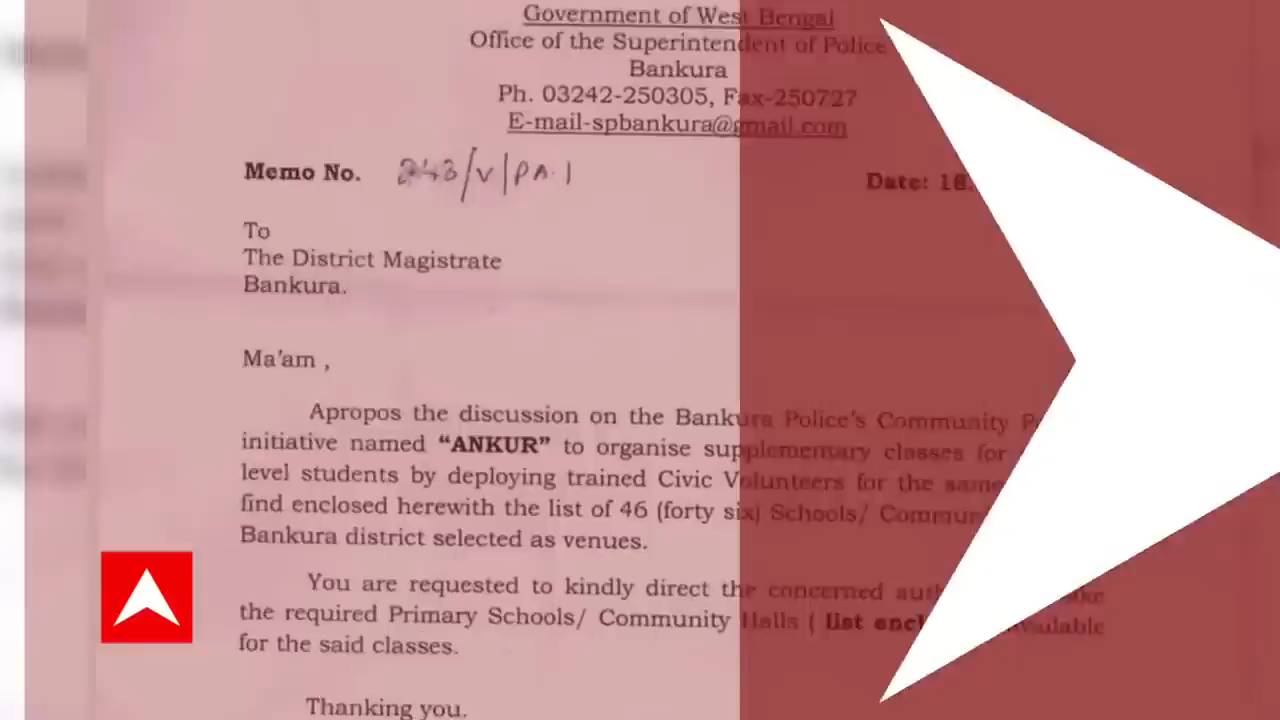 Government of West Bengal
Office of the Superintendent of Police
Bankura
Ph. 03242-250305, Fax-250727
E-mail-spbankura@gmail.com
Memo No. 243/V/PA.1
Date: 18.
To
The District Magistrate
Bankura.
Ma'am ,
Apropos the discussion on the Bankura Police's Community
initiative named "ANKUR" to organise supplementary classes for
level students by deploying trained Civic Volunteers for the same
find enclosed herewith the list of 46 (forty six) Schools/
Bankura district selected as venues.
You are requested to kindly direct the concerned
the required Primary Schools/ Community Halls ( list
for the said classes.
Thanking you.